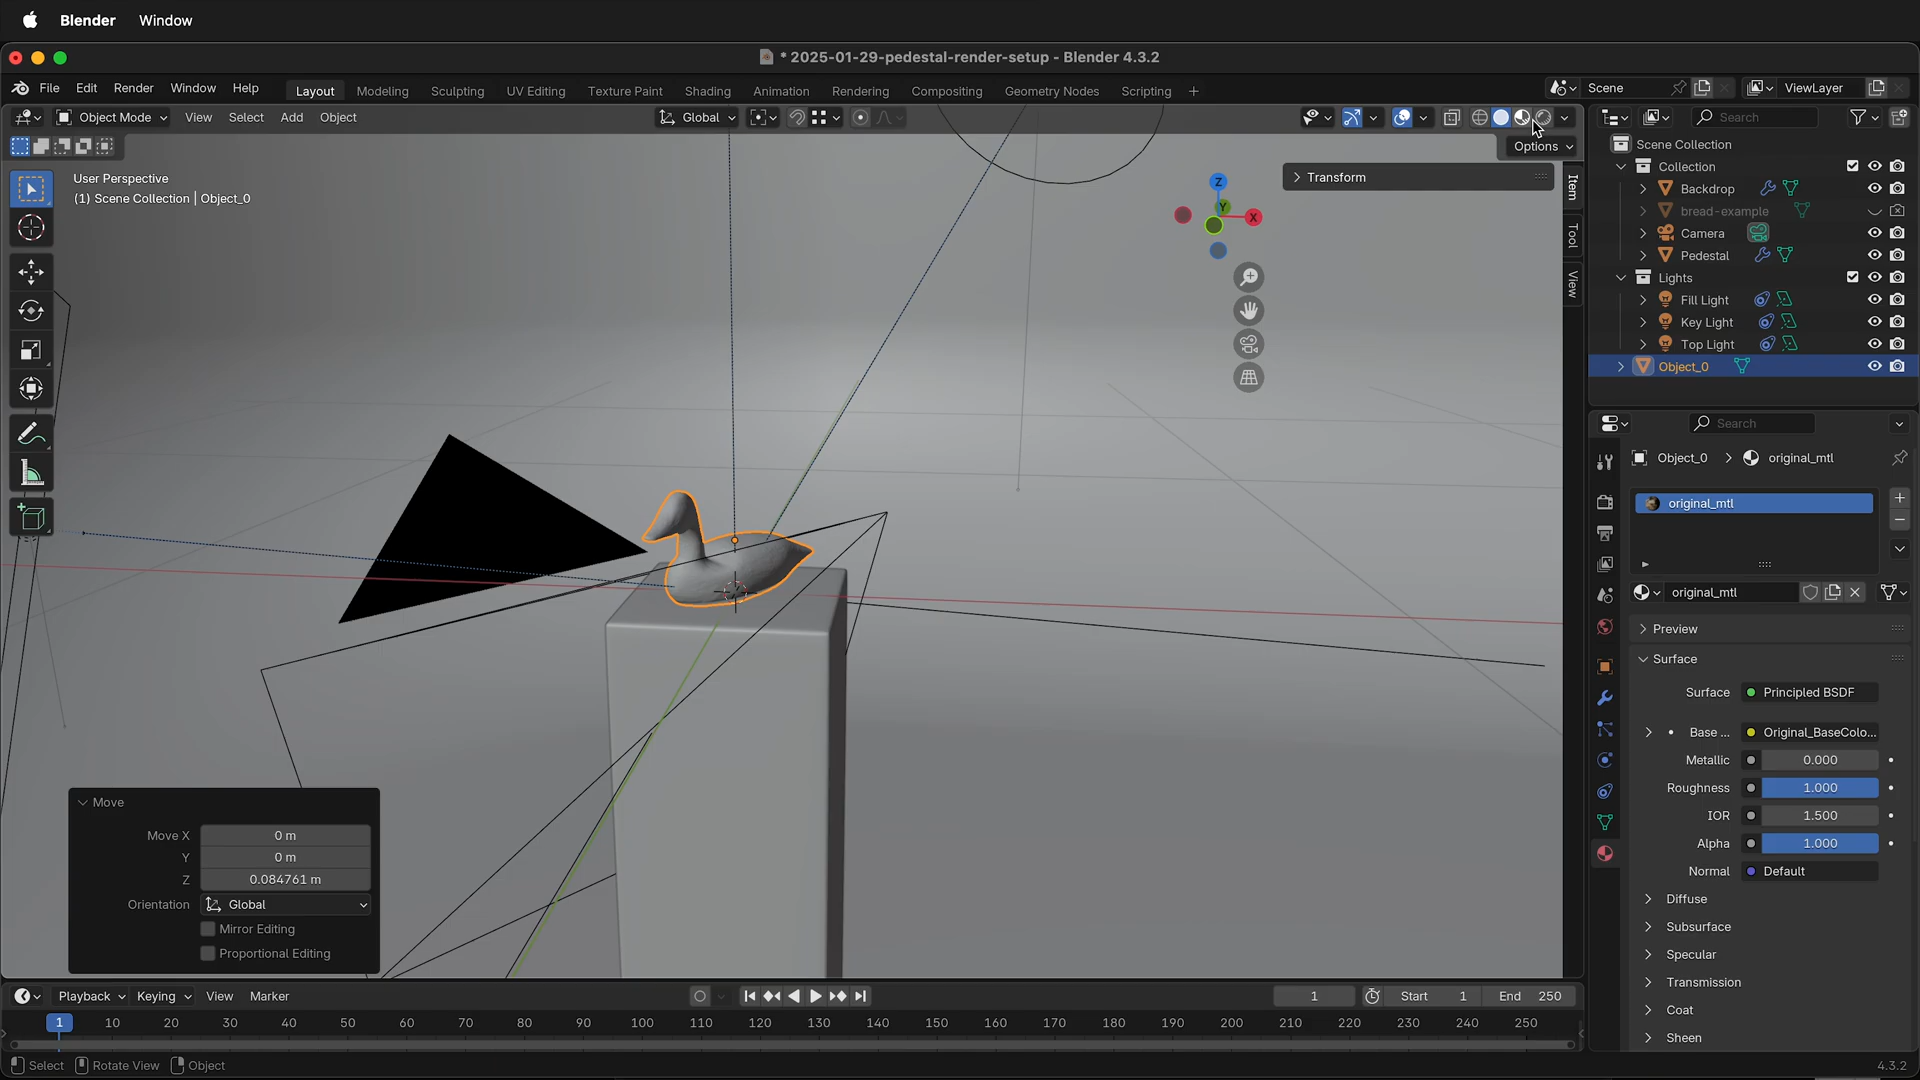 Blender Window
* 2025-01-29-pedestal-render-setup - Blender 4.3.2
File Edit Render Window Help Layout Modeling Sculpting UV Editing Texture Paint Shading Animation Rendering Compositing Geometry Nodes Scripting + Scene ViewLayer
Object Mode View Select Add Object Global Search
Options
User Perspective
(1) Scene Collection | Object_0
Transform
Item
Tool
View
Z
Y
X
Scene Collection
Collection
Backdrop
bread-example
Camera
Pedestal
Lights
Fill Light
Key Light
Top Light
Object_0
Search
Object_0 > original_mtl
original_mtl
original_mtl
Preview
Surface
Surface Principled BSDF
Base ... Original_BaseColo...
Metallic 0.000
Roughness 1.000
IOR 1.500
Alpha 1.000
Normal Default
Diffuse
Subsurface
Specular
Transmission
Coat
Sheen
Move
Move X 0 m
Y 0 m
Z 0.084761 m
Orientation Global
Mirror Editing
Proportional Editing
Playback Keying View Marker 1 Start 1 End 250
1 10 20 30 40 50 60 70 80 90 100 110 120 130 140 150 160 170 180 190 200 210 220 230 240 250
Select Rotate View Object 4.3.2